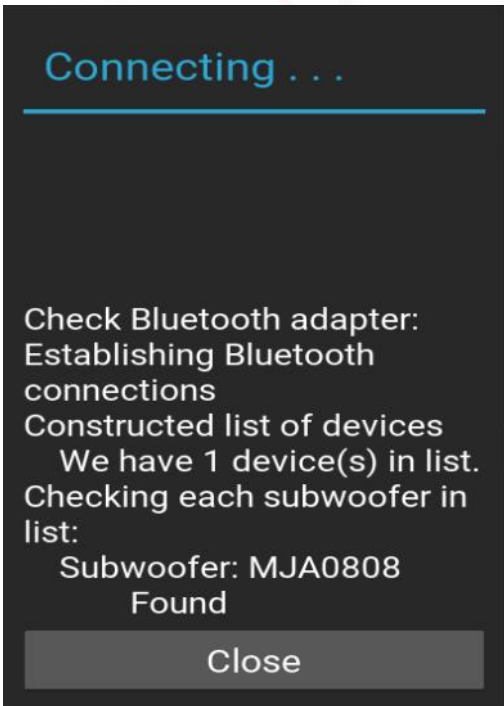 Connecting . . .
Check Bluetooth adapter:
Establishing Bluetooth
connections
Constructed list of devices
We have 1 device(s) in list.
Checking each subwoofer in
list:
Subwoofer: MJA0808
Found
Close